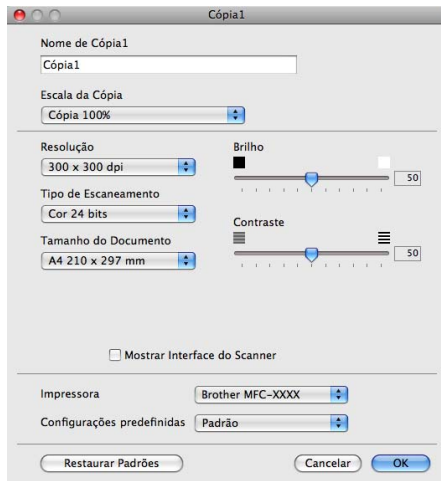 Cópia1
Nome de Cópia1
Cópia1
Escala da Cópia
Cópia 100%
Resolução
300 x 300 dpi
Tipo de Escaneamento
Cor 24 bits
Tamanho do Documento
A4 210 x 297 mm
Brilho
50
Contraste
50
Mostrar Interface do Scanner
Impressora Brother MFC-XXXX
Configurações predefinidas Padrão
Restaurar Padrões Cancelar OK